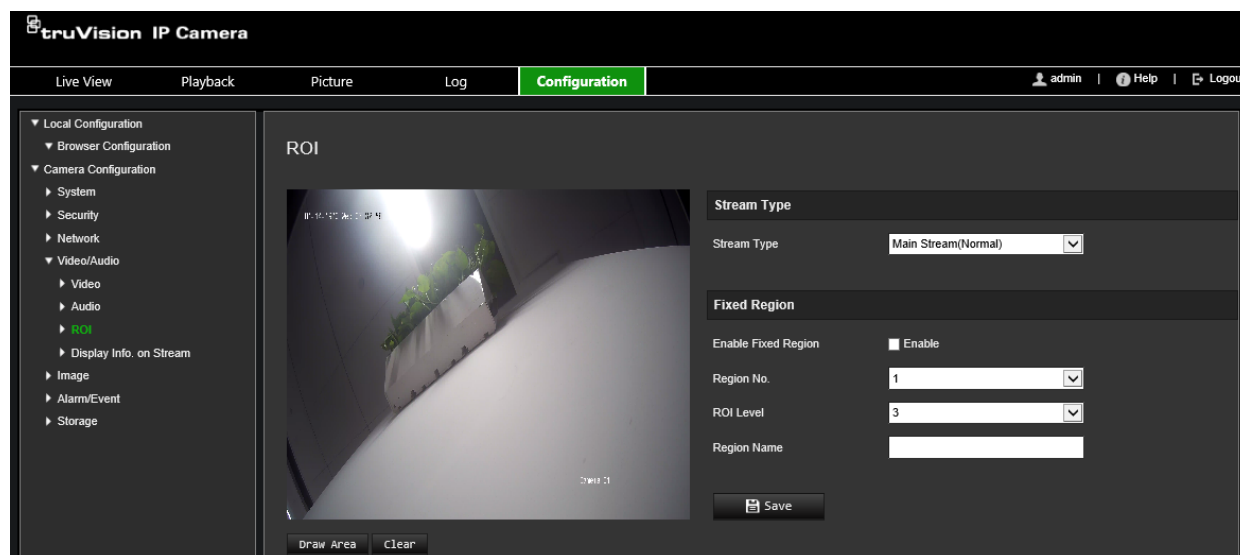 truVision IP Camera
Live View Playback Picture Log Configuration admin | Help | Logou
Local Configuration
Browser Configuration
Camera Configuration
System
Security
Network
Video/Audio
Video
Audio
ROI
Display Info. on Stream
Image
Alarm/Event
Storage
ROI
Camera 01
Draw Area Clear
Stream Type
Stream Type Main Stream(Normal)
Fixed Region
Enable Fixed Region Enable
Region No. 1
ROI Level 3
Region Name
Save